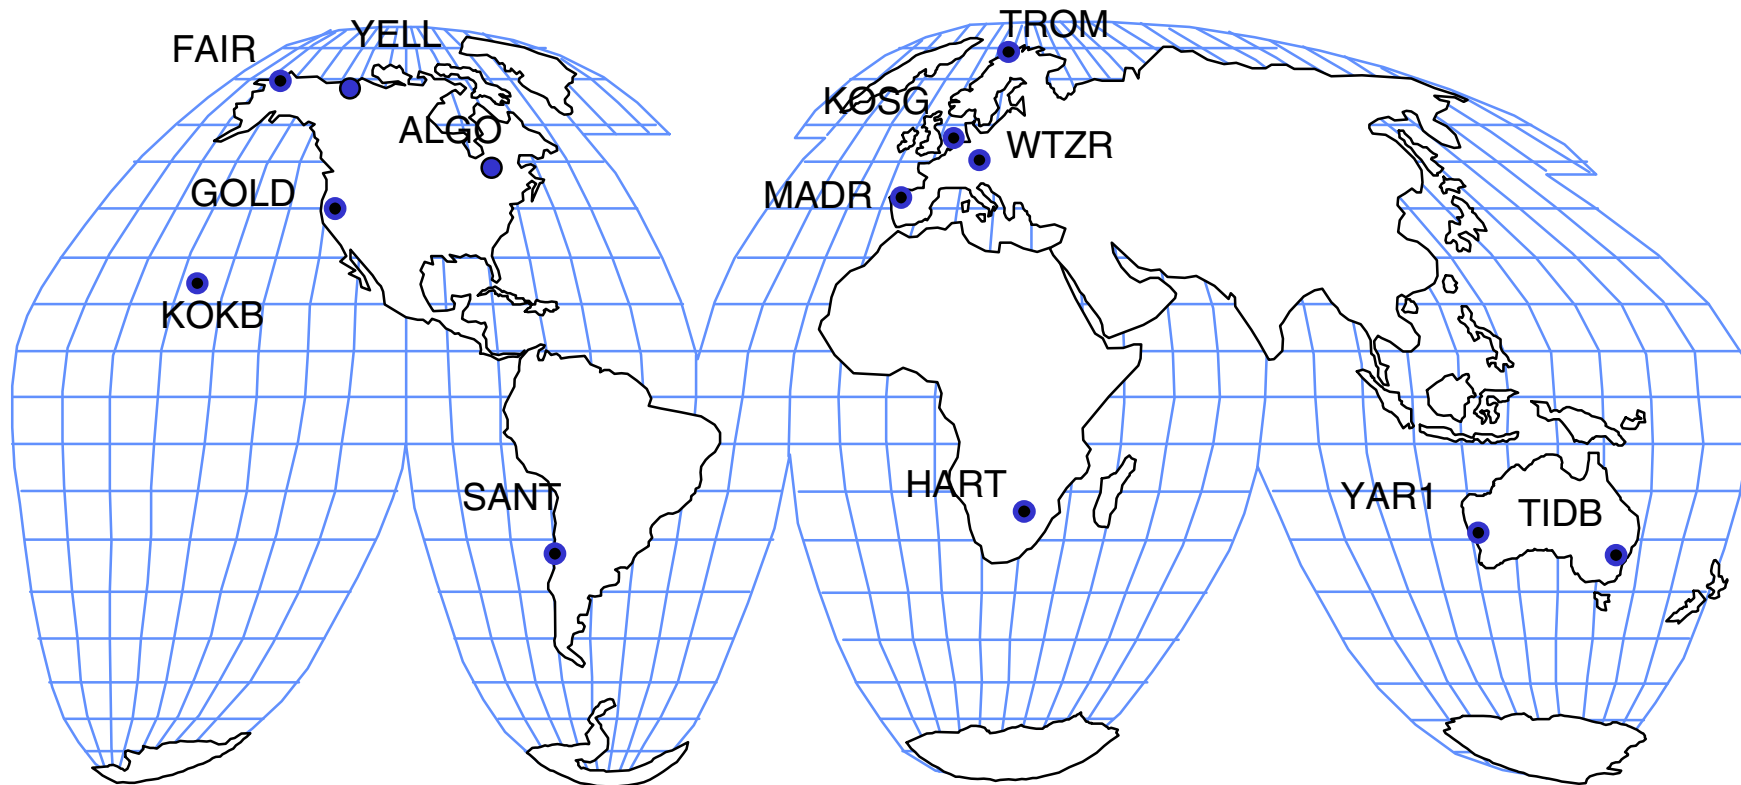 TROM
YELL
FAIR
KOSG
ALGO
WTZR
GOLD
MADR
KOKB
HART
SANT
YAR1
TIDB